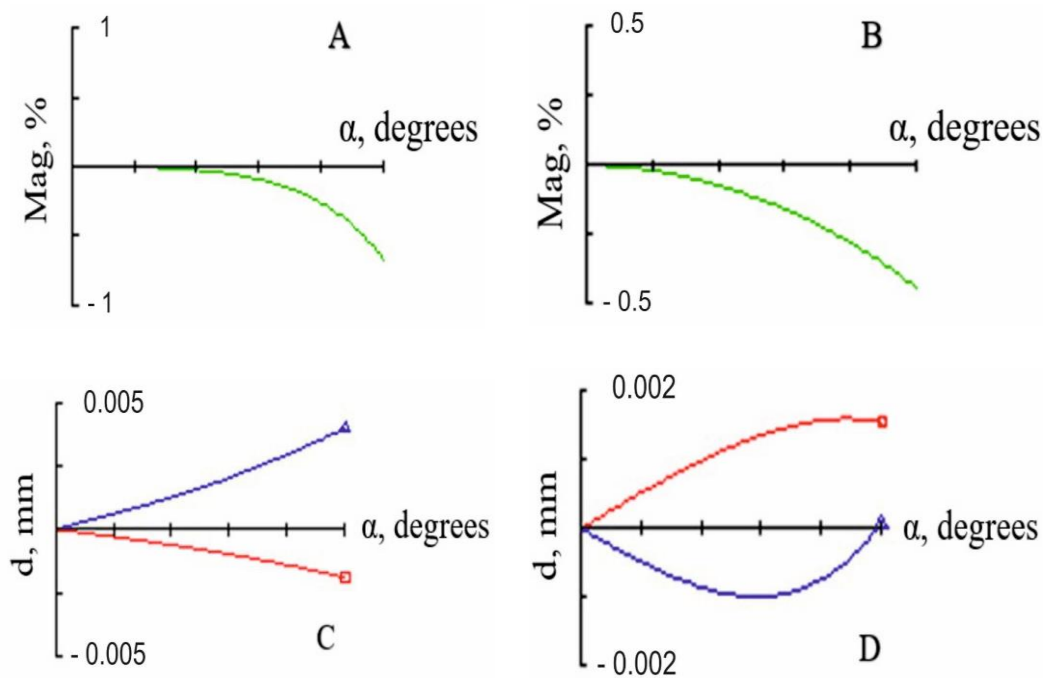 1
A
Mag, %
α, degrees
- 1
0.5
B
Mag, %
α, degrees
- 0.5
0.005
d, mm
α, degrees
C
- 0.005
0.002
d, mm
α, degrees
D
- 0.002